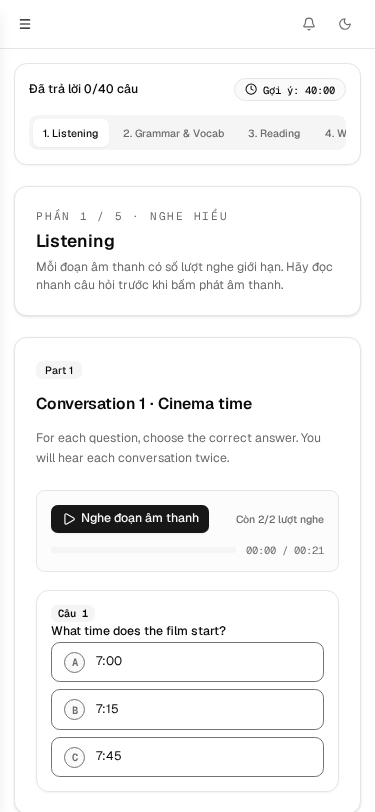 Đã trả lời 0/40 câu
Gợi ý: 40:00
1. Listening
2. Grammar & Vocab
3. Reading
4. W
PHẦN 1 / 5 · NGHE HIỂU
Listening
Mỗi đoạn âm thanh có số lượt nghe giới hạn. Hãy đọc
nhanh câu hỏi trước khi bấm phát âm thanh.
Part 1
Conversation 1 · Cinema time
For each question, choose the correct answer. You
will hear each conversation twice.
Nghe đoạn âm thanh
Còn 2/2 lượt nghe
00:00 / 00:21
Câu 1
What time does the film start?
A 7:00
B 7:15
C 7:45